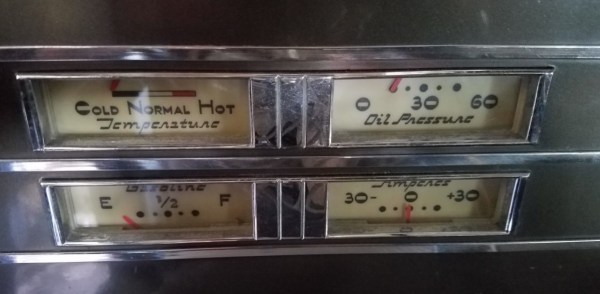 COLD NORMAL HOT
Temperature
0 30 60
Oil Pressure
Gasoline
E 1/2 F
Amperes
30- 0 +30